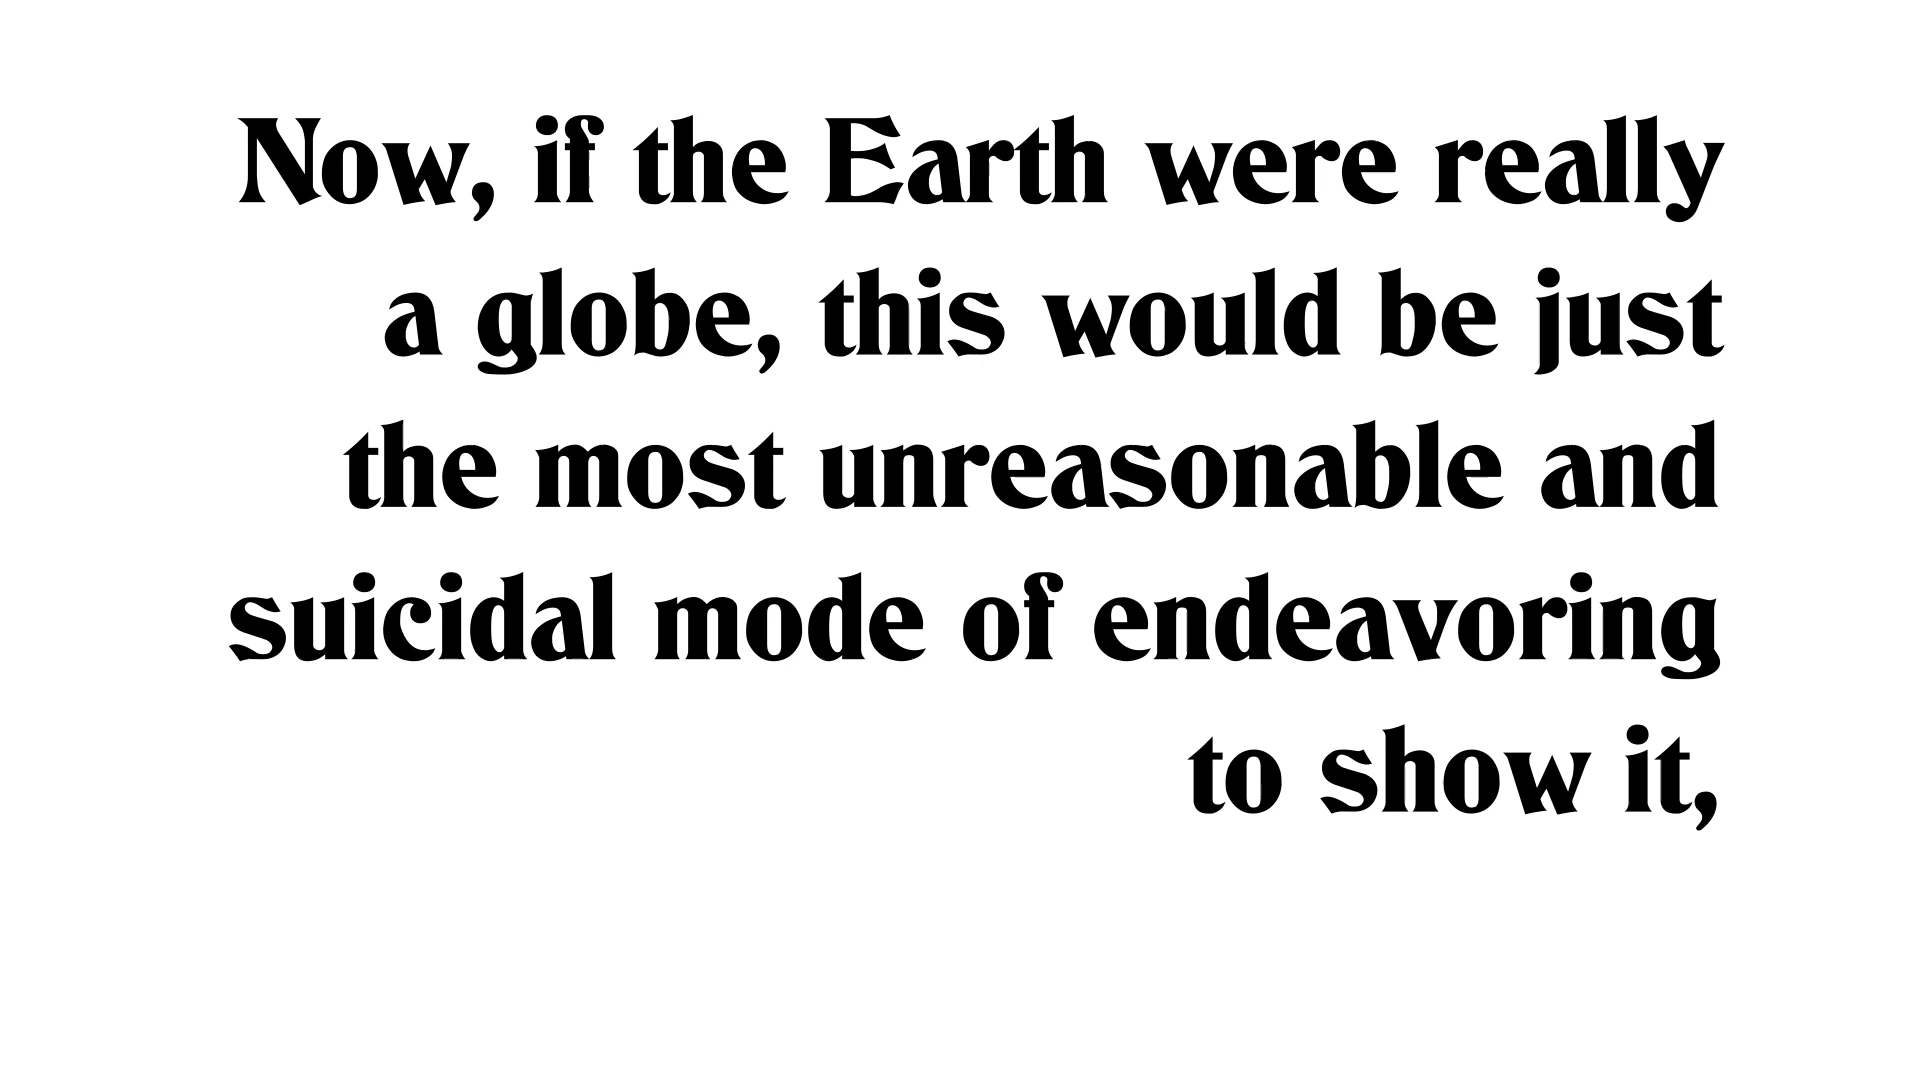 Now, if the Earth were really
a globe, this would be just
the most unreasonable and
suicidal mode of endeavoring
to show it,